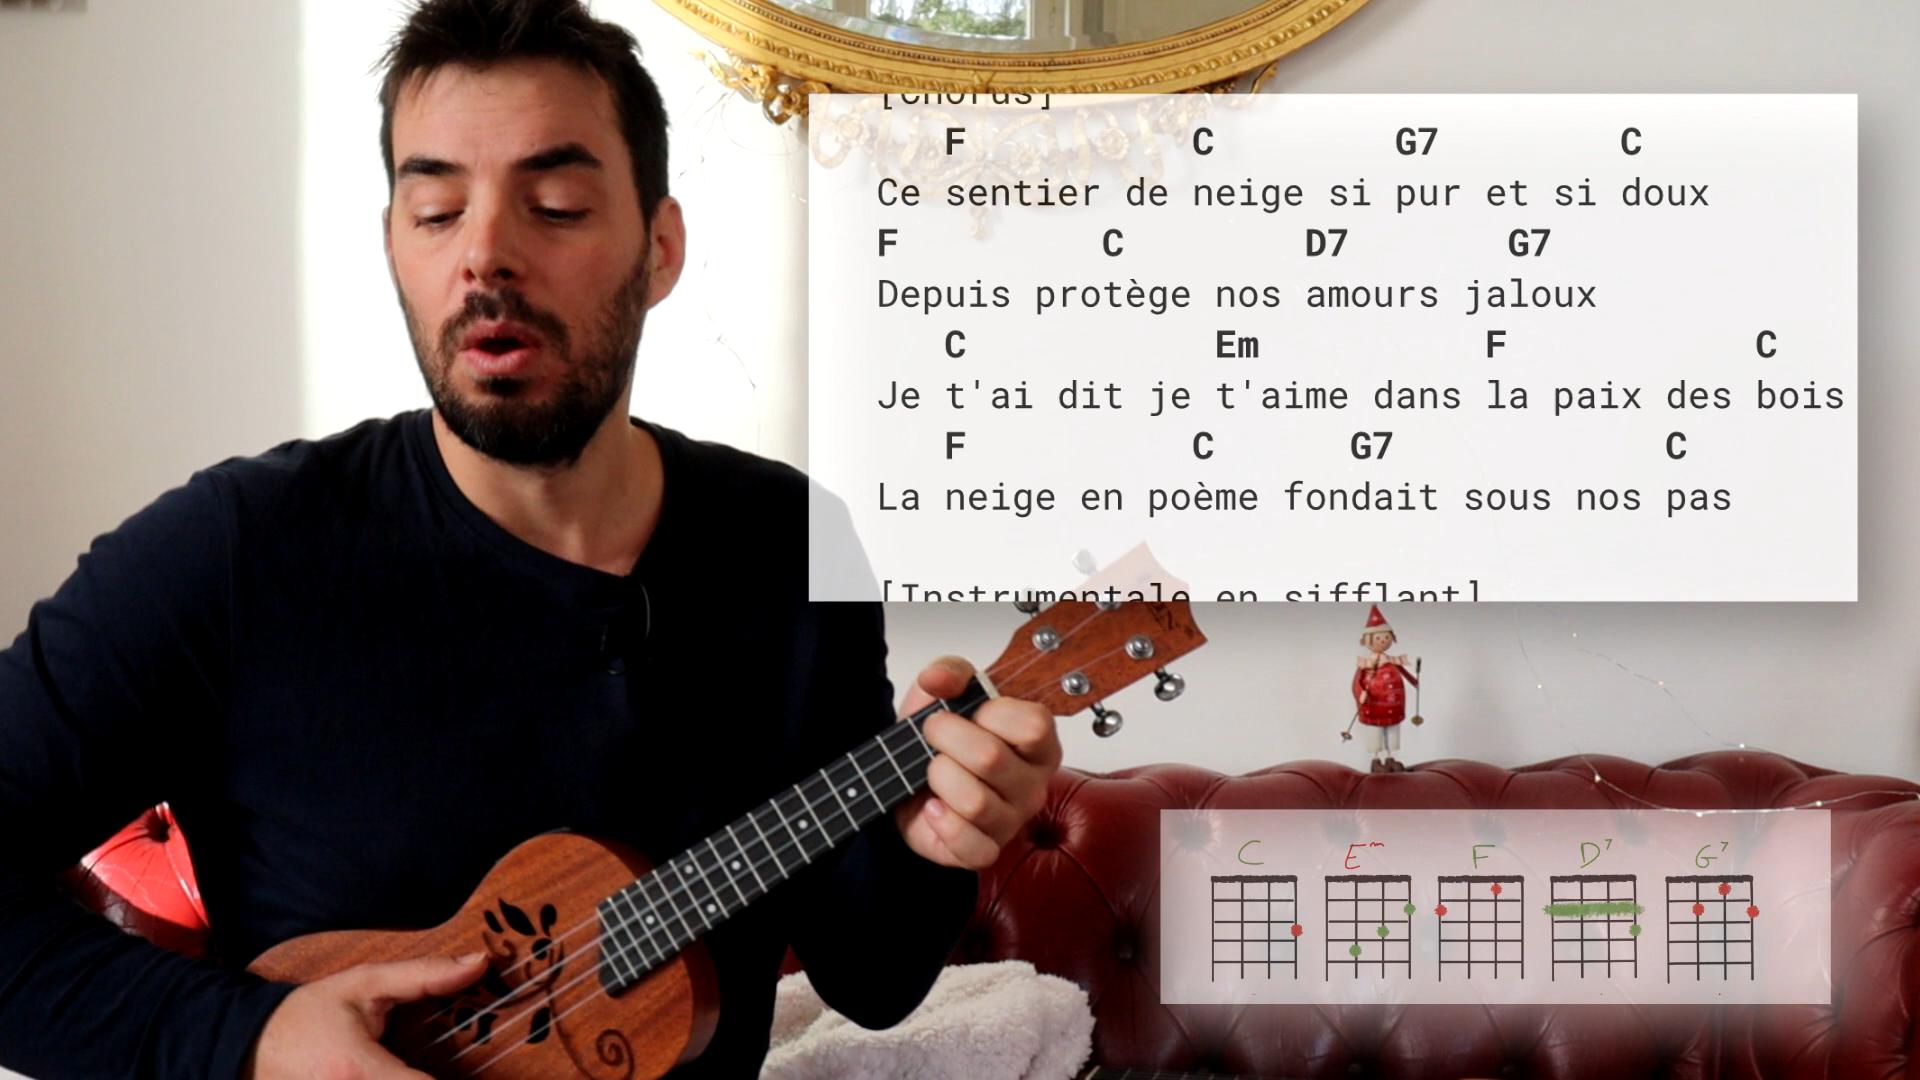 [Chorus]
F C G7 C
Ce sentier de neige si pur et si doux
F C D7 G7
Depuis protège nos amours jaloux
C Em F C
Je t'ai dit je t'aime dans la paix des bois
F C G7 C
La neige en poème fondait sous nos pas
[Instrumentale en sifflant]
C Em F D7 G7